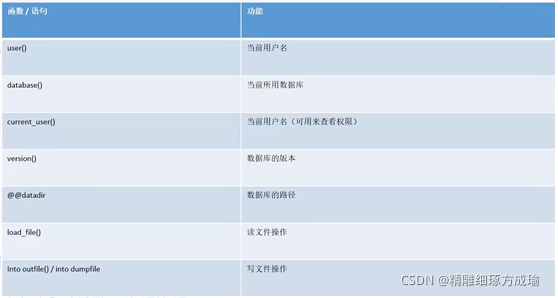 函数 / 语句 功能
user() 当前用户名
database() 当前所用数据库
current_user() 当前用户名（可用来查看权限）
version() 数据库的版本
@@datadir 数据库的路径
load_file() 读文件操作
Into outfile() / into dumpfile 写文件操作
CSDN @精雕细琢方成瑜